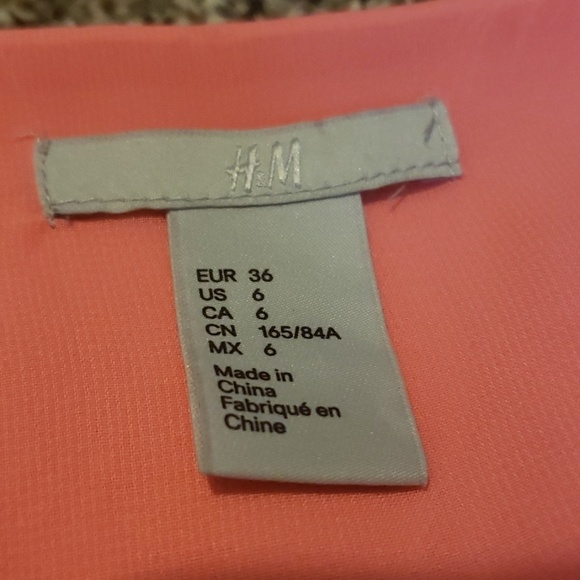 H&M
EUR 36
US 6
CA 6
CN 165/84A
MX 6
Made in
China
Fabriqué en
Chine